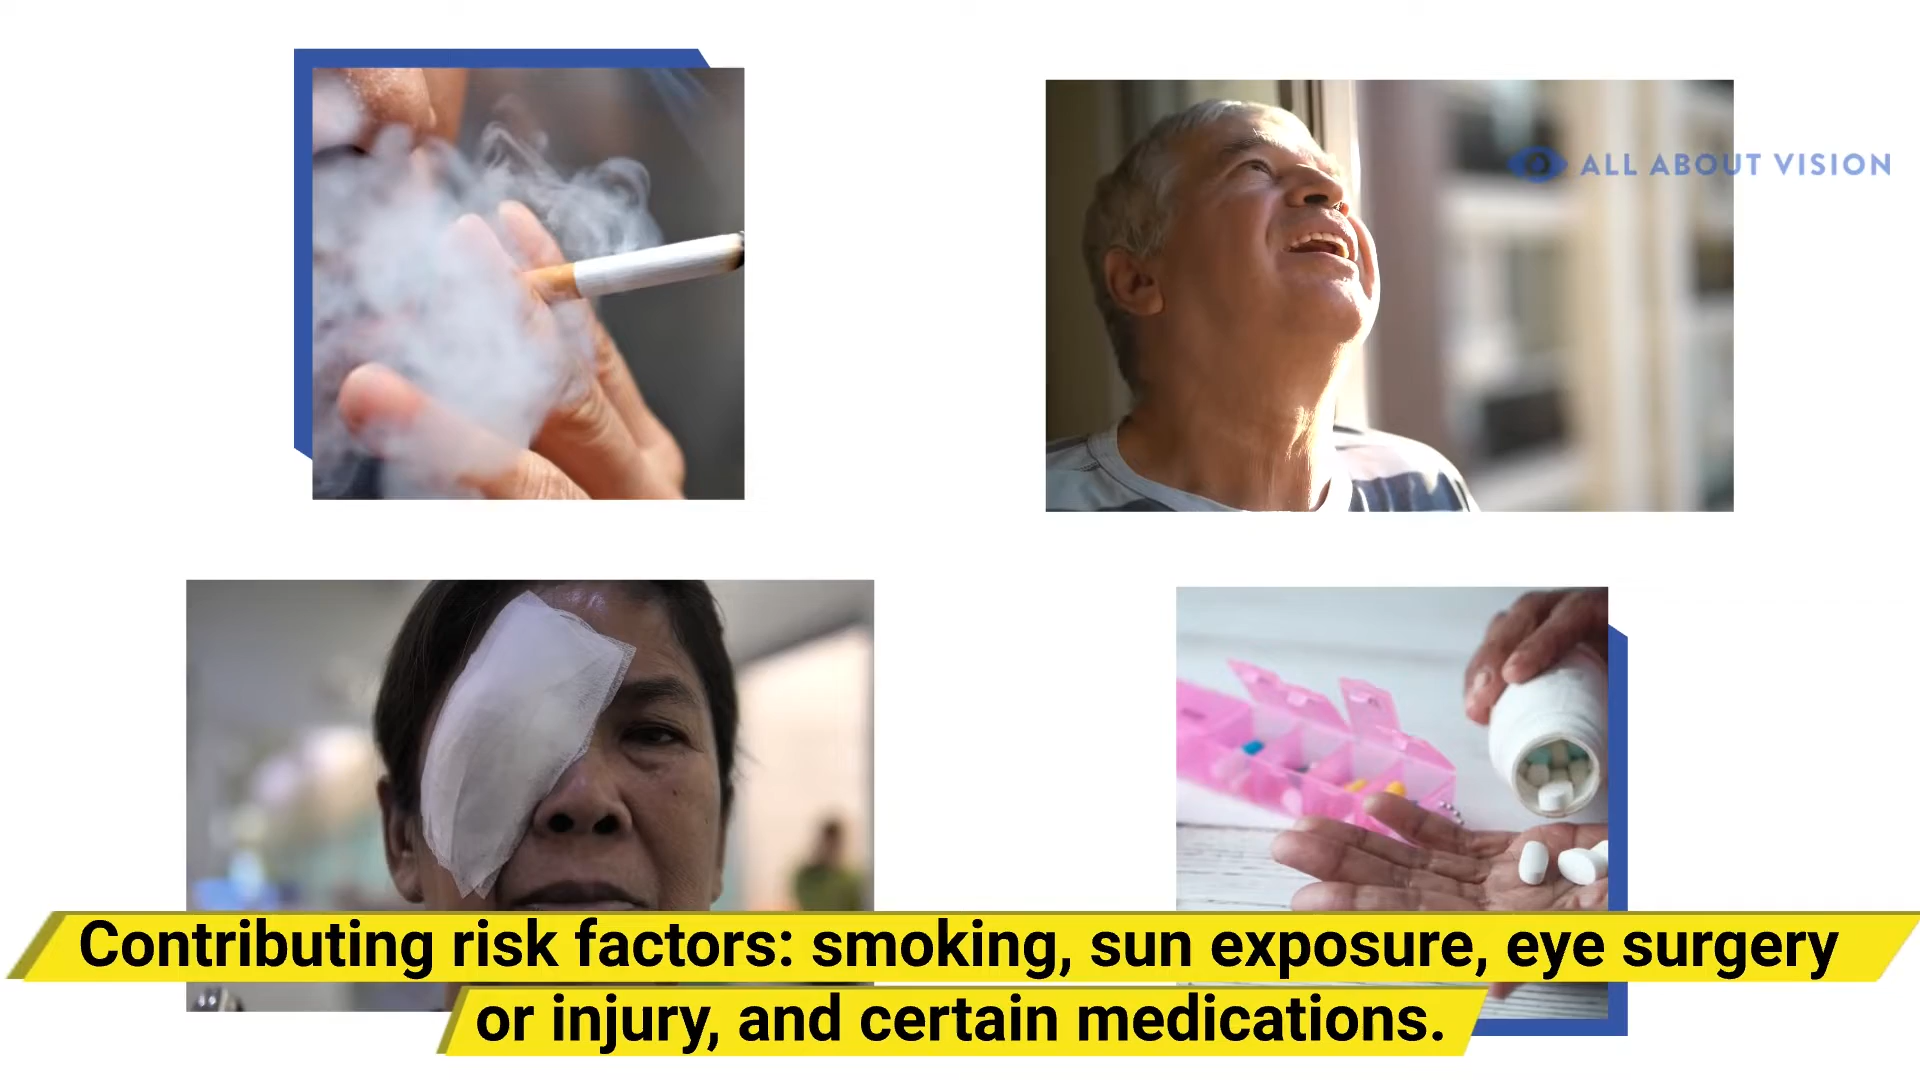 ALL ABOUT VISION
Contributing risk factors: smoking, sun exposure, eye surgery
or injury, and certain medications.